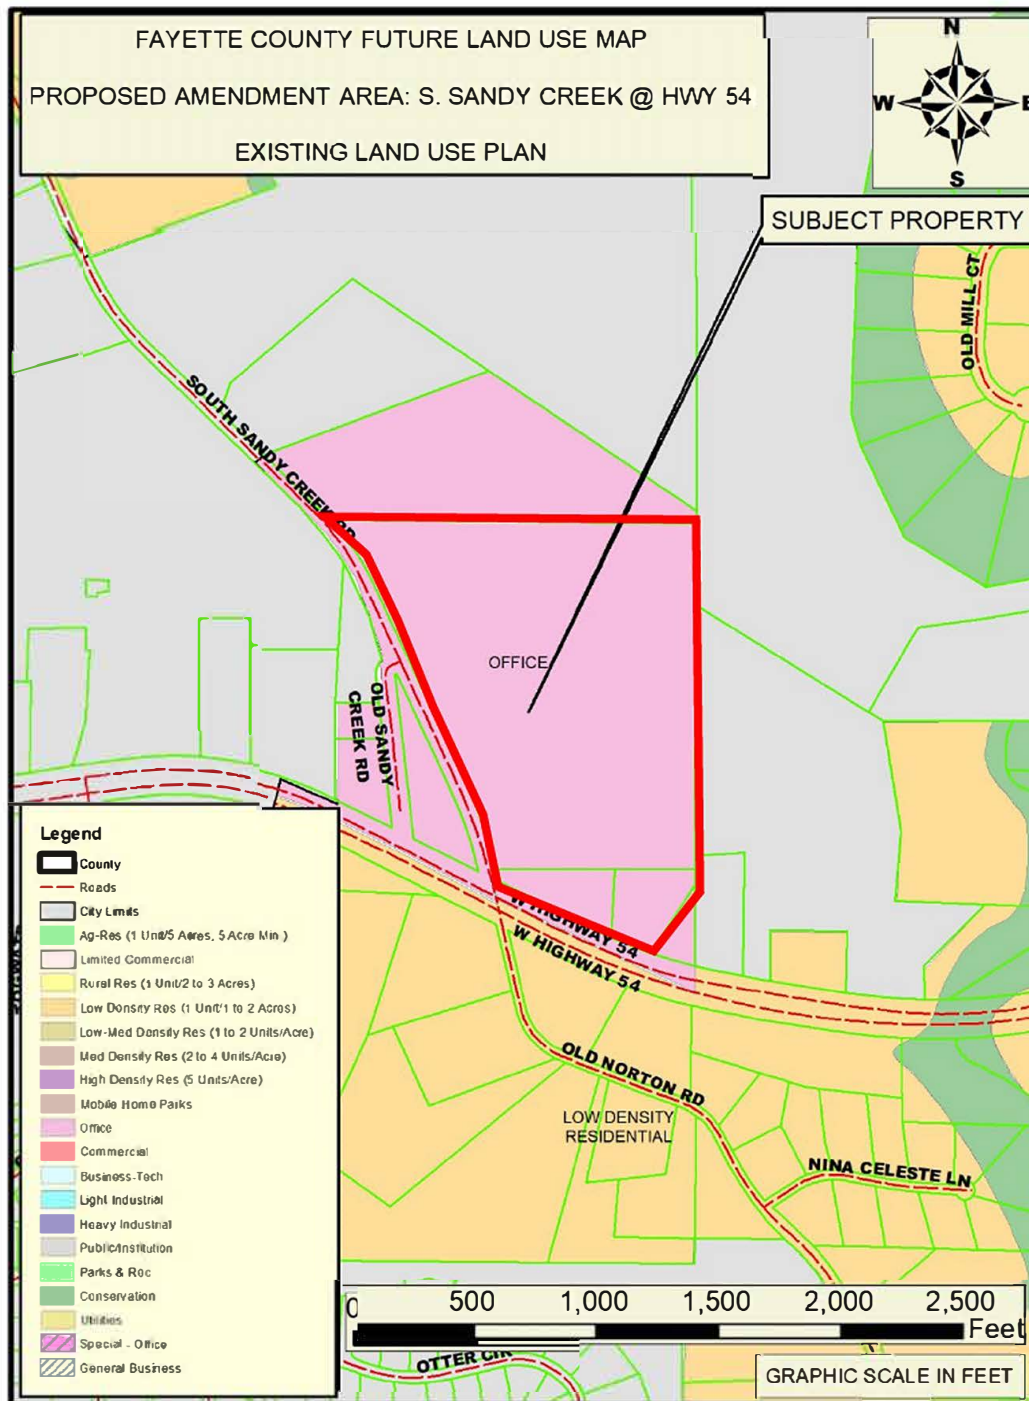 FAYETTE COUNTY FUTURE LAND USE MAP
PROPOSED AMENDMENT AREA: S. SANDY CREEK @ HWY 54
EXISTING LAND USE PLAN
N
W
E
S
SUBJECT PROPERTY
OLD MILL CT
SOUTH SANDY CREEK RD
OFFICE
OLD SANDY
CREEK RD
W HIGHWAY 54
W HIGHWAY 54
OLD NORTON RD
LOW DENSITY
RESIDENTIAL
NINA CELESTE LN
Legend
County
Roads
City Limits
Ag-Res (1 Unit/5 Acres, 5 Acre Min.)
Limited Commercial
Rural Res (1 Unit/2 to 3 Acres)
Low Density Res (1 Unit/1 to 2 Acres)
Low-Med Density Res (1 to 2 Units/Acre)
Med Density Res (2 to 4 Units/Acre)
High Density Res (5 Units/Acre)
Mobile Home Parks
Office
Commercial
Business-Tech
Light Industrial
Heavy Industrial
Public/Institution
Parks & Rec
Conservation
Utilities
Special - Office
General Business
0 500 1,000 1,500 2,000 2,500
Feet
OTTER CIR
GRAPHIC SCALE IN FEET